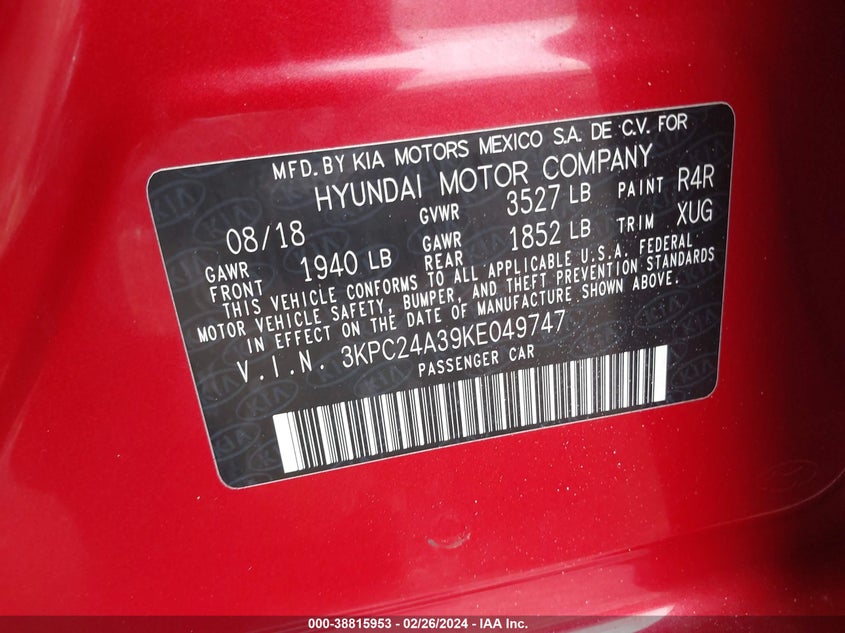 MFD. BY KIA MOTORS MEXICO S.A. DE C.V. FOR
HYUNDAI MOTOR COMPANY
08/18 GVWR 3527 LB PAINT R4R
GAWR FRONT 1940 LB GAWR REAR 1852 LB TRIM XUG
THIS VEHICLE CONFORMS TO ALL APPLICABLE U.S.A. FEDERAL
MOTOR VEHICLE SAFETY, BUMPER, AND THEFT PREVENTION STANDARDS
IN EFFECT ON THE DATE OF MANUFACTURE SHOWN ABOVE.
V.I.N. 3KPC24A39KE049747
PASSENGER CAR
000-38815953 - 02/26/2024 - IAA Inc.